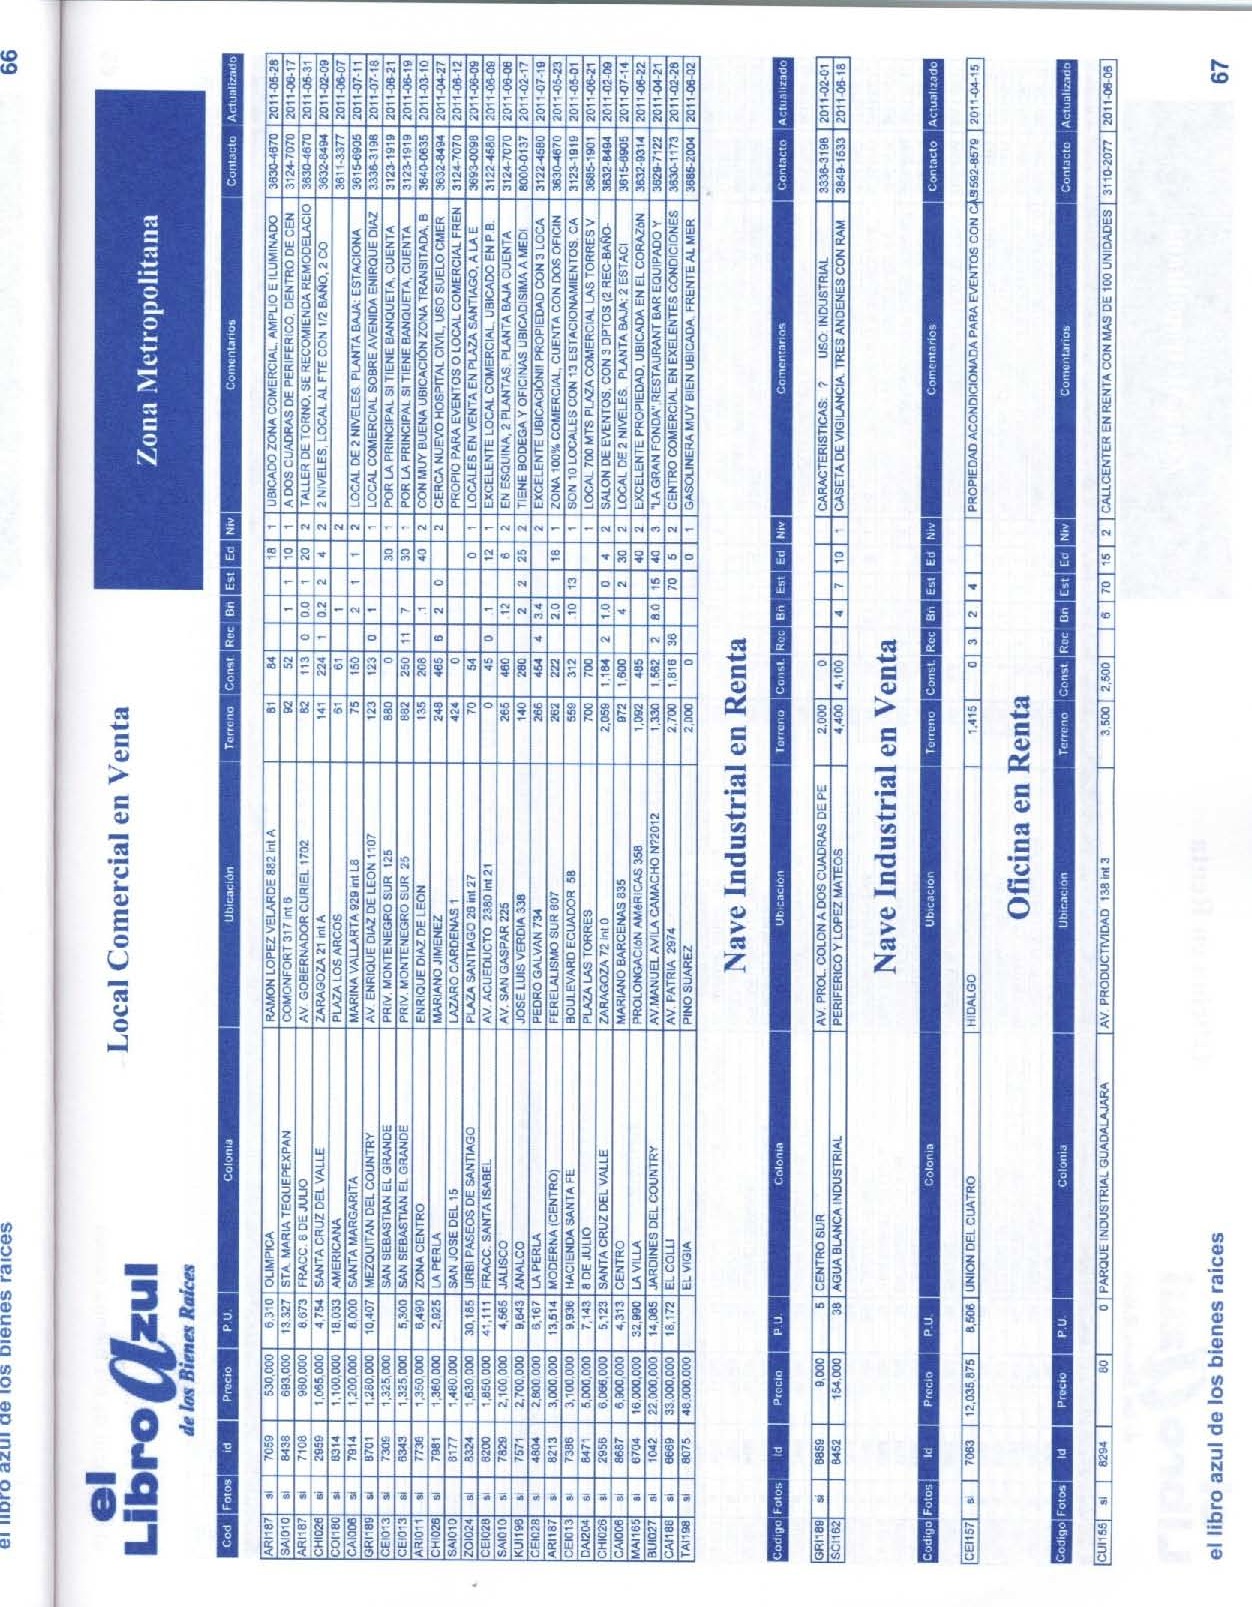 66
el libro azul de los bienes raices
el
Libro Azul
de los Bienes Raíces
Local Comercial en Venta
Zona Metropolitana
Cod Fotos Id Precio P.U. Colonia Ubicación Terreno Const. Rec Bñ Est Ed Niv Comentarios Contacto Actualizado
ARI187 si 7059 530,000 6,310 OLIMPICA RAMON LOPEZ VELARDE 882 int A 81 84 18 1 UBICADO ZONA COMERCIAL, AMPLIO E ILUMINADO 3630-4670 2011-06-28
SAI010 si 8438 693,000 13,327 STA. MARIA TEQUEPEXPAN COMONFORT 317 int 6 92 52 1 1 10 1 A DOS CUADRAS DE PERIFERICO, DENTRO DE CEN 3124-7070 2011-06-17
ARI187 si 7108 980,000 8,673 FRACC. 8 DE JULIO AV. GOBERNADOR CURIEL 1702 82 113 0 0.0 1 20 2 TALLER DE TORNO, SE RECOMIENDA REMODELACIO 3630-4670 2011-05-31
CHI026 si 2959 1,065,000 4,754 SANTA CRUZ DEL VALLE ZARAGOZA 21 int A 141 224 1 0.2 2 4 2 2 NIVELES, LOCAL AL FTE CON 1/2 BAÑO, 2 CO 3632-8494 2011-02-09
COI180 si 8314 1,100,000 18,033 AMERICANA PLAZA LOS ARCOS 61 61 1 2 3611-3377 2011-06-07
CAI006 si 7914 1,200,000 8,000 SANTA MARGARITA MARINA VALLARTA 929 int L8 75 150 2 1 1 2 LOCAL DE 2 NIVELES. PLANTA BAJA: ESTACIONA 3615-6905 2011-07-11
GRI189 si 8701 1,280,000 10,407 MEZQUITAN DEL COUNTRY AV. ENRIQUE DIAZ DE LEON 1107 123 123 0 1 1 LOCAL COMERCIAL SOBRE AVENIDA ENRIQUE DIAZ 3336-3198 2011-07-18
CEI013 si 7309 1,325,000 SAN SEBASTIAN EL GRANDE PRIV. MONTENEGRO SUR 125 880 0 30 1 POR LA PRINCIPAL SI TIENE BANQUETA, CUENTA 3123-1919 2011-06-21
CEI013 si 8343 1,325,000 5,300 SAN SEBASTIAN EL GRANDE PRIV. MONTENEGRO SUR 25 882 250 11 7 30 1 POR LA PRINCIPAL SI TIENE BANQUETA, CUENTA 3123-1919 2011-06-19
ARI011 si 7736 1,350,000 6,490 ZONA CENTRO ENRIQUE DIAZ DE LEÓN 135 208 .1 40 2 CON MUY BUENA UBICACIÓN ZONA TRANSITADA, B 3640-0635 2011-03-10
CHI026 si 7981 1,360,000 2,925 LA PERLA MARIANO JIMENEZ 248 465 6 2 0 2 CERCA NUEVO HOSPITAL CIVIL, USO SUELO CMER 3632-8494 2011-04-27
SAI010 si 8177 1,480,000 SAN JOSE DEL 15 LAZARO CARDENAS 1 424 0 PROPIO PARA EVENTOS O LOCAL COMERCIAL FREN 3124-7070 2011-06-12
ZOI024 si 8324 1,630,000 30,185 URBI PASEOS DE SANTIAGO PLAZA SANTIAGO 26 int 27 70 54 0 1 LOCALES EN VENTA EN PLAZA SANTIAGO, A LA E 3693-0098 2011-06-09
CEI028 si 8200 1,850,000 41,111 FRACC. SANTA ISABEL AV. ACUEDUCTO 2380 int 21 0 45 0 .1 12 1 EXCELENTE LOCAL COMERCIAL, UBICADO EN P.B. 3122-4580 2011-06-09
SAI010 si 7829 2,100,000 4,565 JALISCO AV. SAN GASPAR 225 265 460 .12 6 2 EN ESQUINA, 2 PLANTAS, PLANTA BAJA CUENTA 3124-7070 2011-06-06
KUI196 si 7571 2,700,000 9,643 ANALCO JOSE LUIS VERDIA 338 140 280 2 2 25 2 TIENE BODEGA Y OFICINAS UBICADISIMA A MEDI. 8000-0137 2011-02-17
CEI028 si 4804 2,800,000 6,167 LA PERLA PEDRO GALVAN 734 266 454 4 3.4 2 EXCELENTE UBICACIÓN!! PROPIEDAD CON 3 LOCA 3122-4580 2011-07-19
ARI187 si 8213 3,000,000 13,514 MODERNA (CENTRO) FERELALISMO SUR 607 262 222 2.0 18 1 ZONA 100% COMERCIAL, CUENTA CON DOS OFICIN 3630-4670 2011-05-23
CEI013 si 7386 3,100,000 9,936 HACIENDA SANTA FE BOULEVARD ECUADOR 58 559 312 .10 13 1 SON 10 LOCALES CON 13 ESTACIONAMIENTOS, CA 3123-1919 2011-06-01
DAI204 si 8471 5,000,000 7,143 8 DE JULIO PLAZA LAS TORRES 700 700 1 LOCAL 700 MTS PLAZA COMERCIAL LAS TORRES V 3685-1901 2011-06-21
CHI026 si 2956 6,066,000 5,123 SANTA CRUZ DEL VALLE ZARAGOZA 72 int 0 2,059 1,184 2 1.0 0 4 2 SALON DE EVENTOS, CON 3 DPTOS (2 REC-BAÑO- 3632-8494 2011-02-09
CAI006 si 8687 6,900,000 4,313 CENTRO MARIANO BARCENAS 835 972 1,600 4 2 30 2 LOCAL DE 2 NIVELES. PLANTA BAJA; 2 ESTACI 3615-6905 2011-07-14
MAI165 si 6704 16,000,000 32,990 LA VILLA PROLONGACIÓN AMÉRICAS 358 1,092 485 40 2 EXCELENTE PROPIEDAD, UBICADA EN EL CORAZÓN 3632-9314 2011-06-22
BUI027 si 1042 22,000,000 14,085 JARDINES DEL COUNTRY AV.MANUEL AVILA CAMACHO N?2012 1,330 1,562 2 8.0 15 40 3 "LA GRAN FONDA" RESTAURANT BAR EQUIPADO Y 3629-7122 2011-04-21
CAI188 si 6669 33,000,000 18,172 EL COLLI AV. PATRIA 2974 2,700 1,816 36 70 5 2 CENTRO COMERCIAL EN EXELENTES CONDICIONES 3630-1173 2011-02-28
TAI198 si 8075 48,000,000 EL VIGIA PINO SUAREZ 2,000 0 0 1 GASOLINERA MUY BIEN UBICADA, FRENTE AL MER 3685-2004 2011-06-02
Nave Industrial en Renta
Codigo Fotos Id Precio P.U. Colonia Ubicación Terreno Const. Rec Bñ Est Ed Niv Comentarios Contacto Actualizado
GRI189 si 8859 9,000 5 CENTRO SUR AV. PROL. COLON A DOS CUADRAS DE PE 2,000 0 CARACTERISTICAS: ? USO: INDUSTRIAL 3336-3198 2011-02-01
SCI162 8452 154,000 38 AGUA BLANCA INDUSTRIAL PERIFERICO Y LOPEZ MATEOS 4,400 4,100 4 7 10 1 CASETA DE VIGILANCIA, TRES ANDENES CON RAM 3849-1533 2011-06-18
Nave Industrial en Venta
Codigo Fotos Id Precio P.U. Colonia Ubicación Terreno Const. Rec Bñ Est Ed Niv Comentarios Contacto Actualizado
CEI157 si 7063 12,035,875 8,506 UNION DEL CUATRO HIDALGO 1,415 0 3 2 4 PROPIEDAD ACONDICIONADA PARA EVENTOS CON CAS 592-8579 2011-04-15
Oficina en Renta
Codigo Fotos Id Precio P.U. Colonia Ubicación Terreno Const. Rec Bñ Est Ed Niv Comentarios Contacto Actualizado
CUI155 si 8294 60 0 PARQUE INDUSTRIAL GUADALAJARA AV. PRODUCTIVIDAD 138 int 3 3,500 2,500 6 70 15 2 CALLCENTER EN RENTA CON MAS DE 100 UNIDADES 3110-2077 2011-06-06
el libro azul de los bienes raices
67